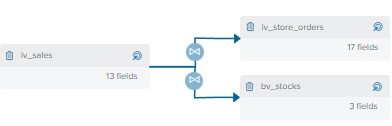 iv_sales
13 fields
iv_store_orders
17 fields
bv_stocks
3 fields